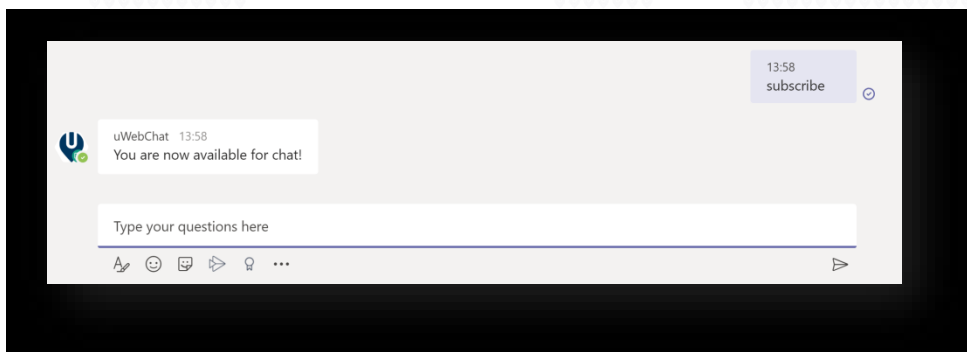 13:58
subscribe
uWebChat 13:58
You are now available for chat!
Type your questions here